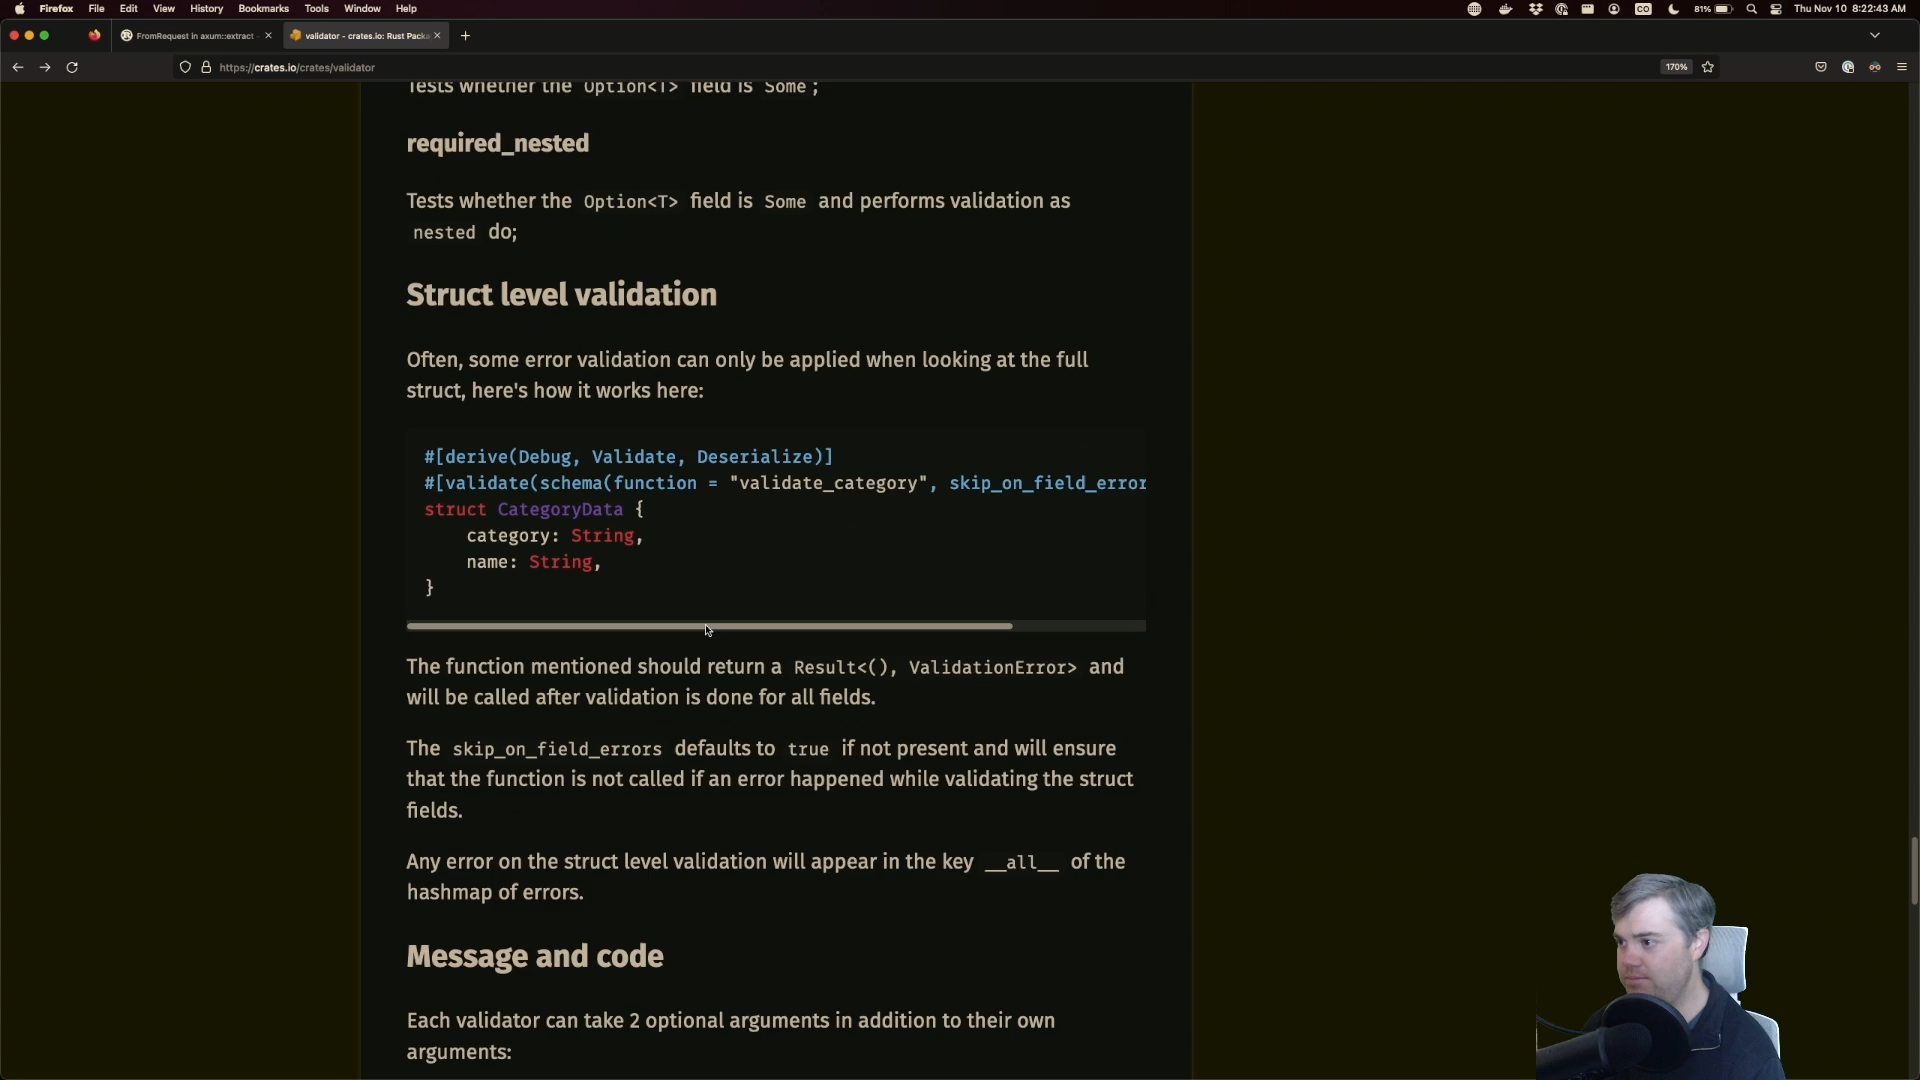 Firefox File Edit View History Bookmarks Tools Window Help CO 81% Thu Nov 10 8:22:43 AM
FromRequest in axum::extract - validator - crates.io: Rust Packa
https://crates.io/crates/validator 170%
Tests whether the Option<T> field is Some ;
required_nested
Tests whether the Option<T> field is Some and performs validation as
nested do;
Struct level validation
Often, some error validation can only be applied when looking at the full
struct, here's how it works here:
#[derive(Debug, Validate, Deserialize)]
#[validate(schema(function = "validate_category", skip_on_field_error
struct CategoryData {
    category: String,
    name: String,
}
The function mentioned should return a Result<(), ValidationError> and
will be called after validation is done for all fields.
The skip_on_field_errors defaults to true if not present and will ensure
that the function is not called if an error happened while validating the struct
fields.
Any error on the struct level validation will appear in the key __all__ of the
hashmap of errors.
Message and code
Each validator can take 2 optional arguments in addition to their own
arguments: